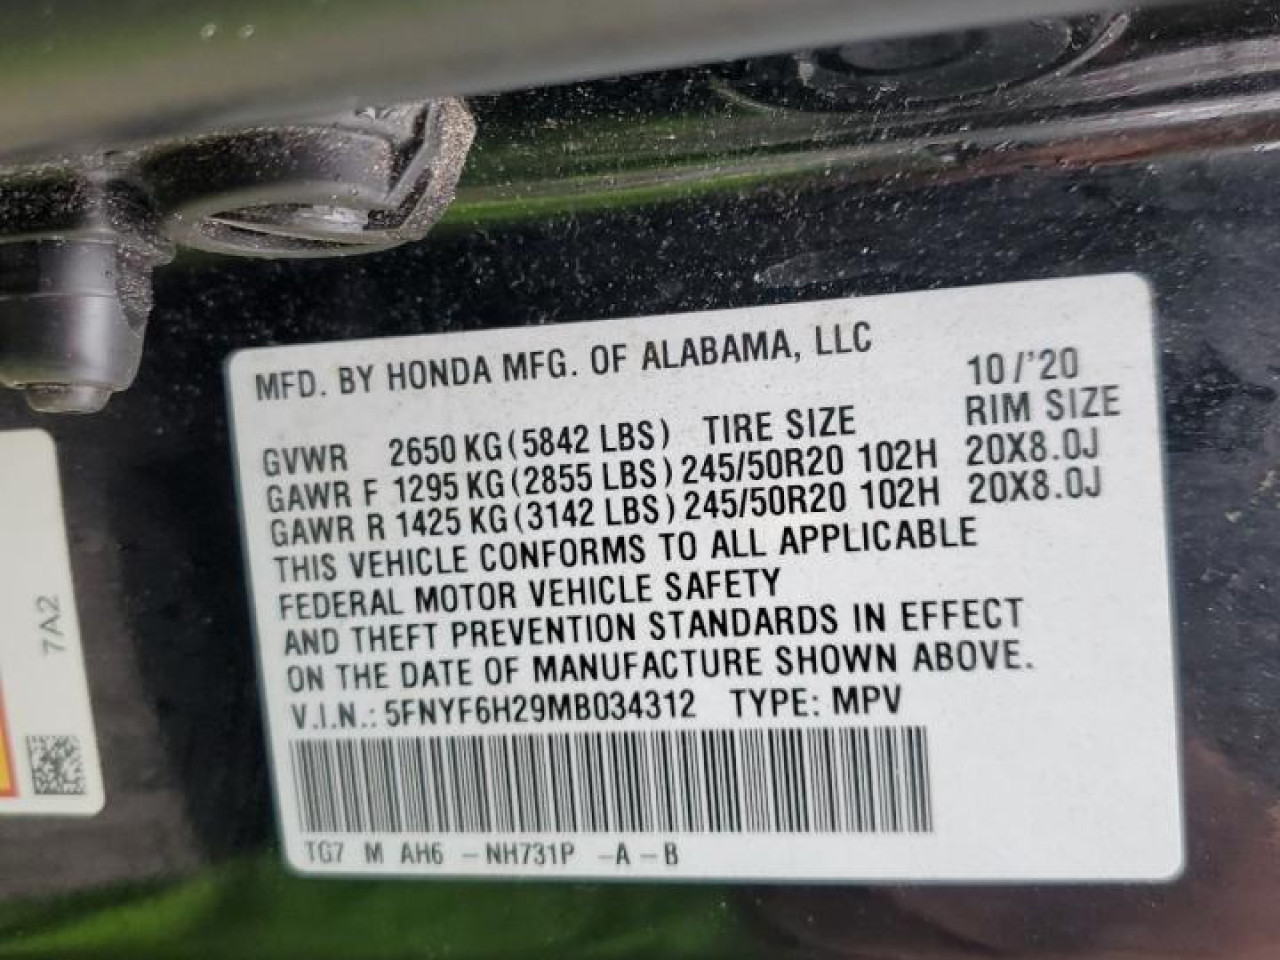 MFD. BY HONDA MFG. OF ALABAMA, LLC 10/'20
GVWR 2650 KG (5842 LBS) TIRE SIZE RIM SIZE
GAWR F 1295 KG (2855 LBS) 245/50R20 102H 20X8.0J
GAWR R 1425 KG (3142 LBS) 245/50R20 102H 20X8.0J
THIS VEHICLE CONFORMS TO ALL APPLICABLE
FEDERAL MOTOR VEHICLE SAFETY
AND THEFT PREVENTION STANDARDS IN EFFECT
ON THE DATE OF MANUFACTURE SHOWN ABOVE.
V.I.N.: 5FNYF6H29MB034312 TYPE: MPV
TG7 M AH6 - NH731P - A - B
7A2